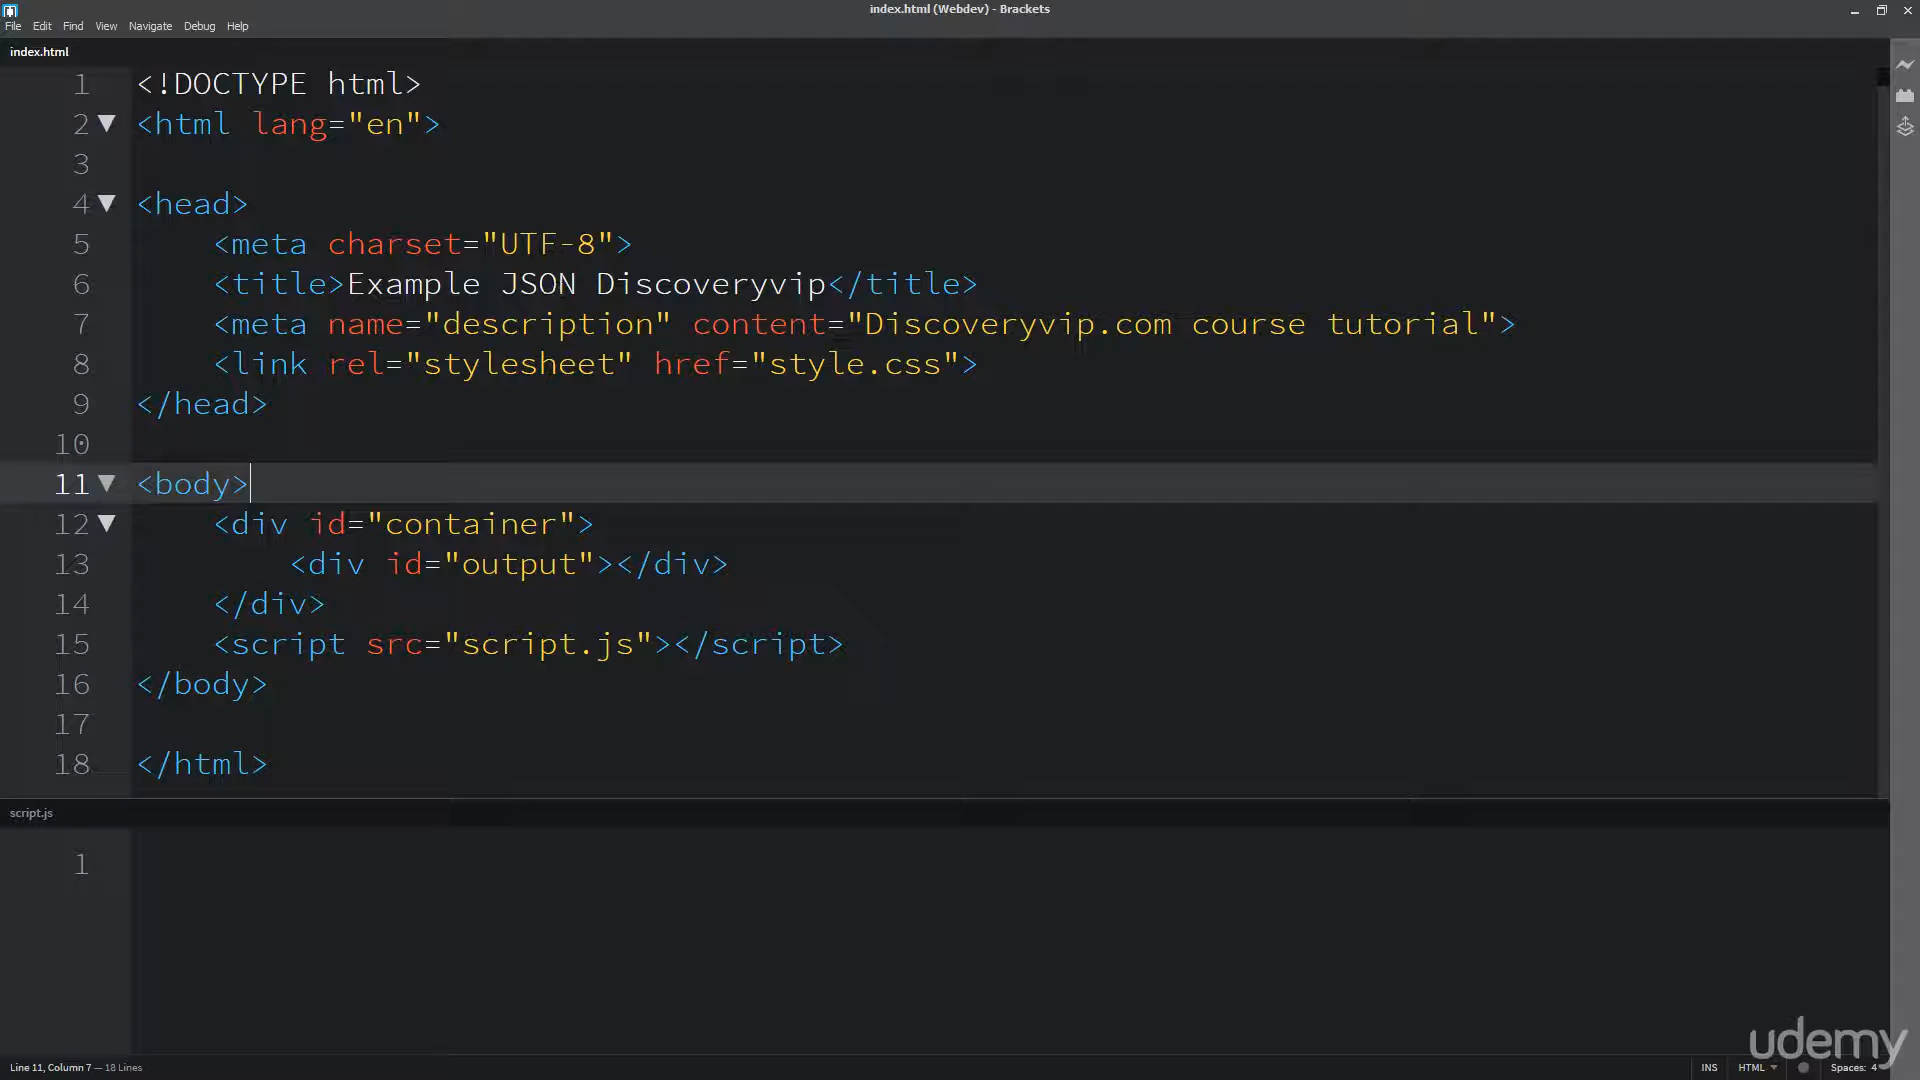 index.html (Webdev) - Brackets
File Edit Find View Navigate Debug Help
index.html
1 <!DOCTYPE html>
2 <html lang="en">
3
4 <head>
5 <meta charset="UTF-8">
6 <title>Example JSON Discoveryvip</title>
7 <meta name="description" content="Discoveryvip.com course tutorial">
8 <link rel="stylesheet" href="style.css">
9 </head>
10
11 <body>
12 <div id="container">
13 <div id="output"></div>
14 </div>
15 <script src="script.js"></script>
16 </body>
17
18 </html>
script.js
1
udemy
Line 11, Column 7 — 18 Lines INS HTML Spaces: 4